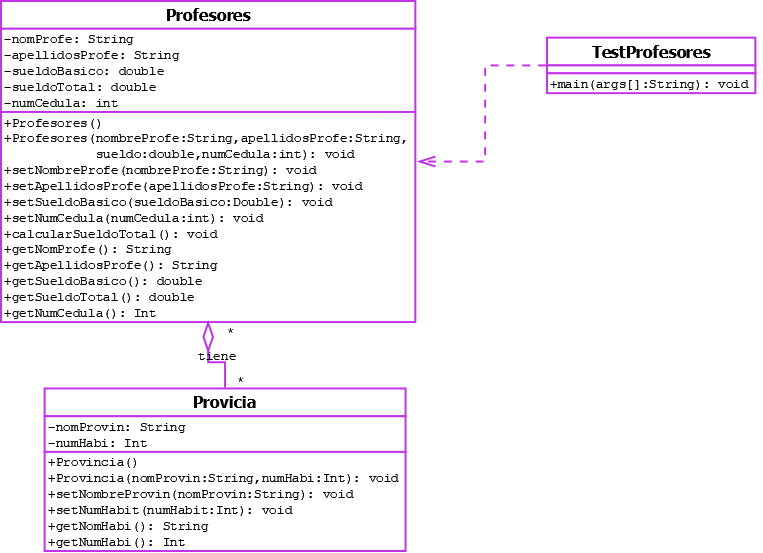 Profesores
-nomProfe: String
-apellidosProfe: String
-sueldoBasico: double
-sueldoTotal: double
-numCedula: int
+Profesores()
+Profesores(nombreProfe:String,apellidosProfe:String,
sueldo:double,numCedula:int): void
+setNombreProfe(nombreProfe:String): void
+setApellidosProfe(apellidosProfe:String): void
+setSueldoBasico(sueldoBasico:Double): void
+setNumCedula(numCedula:int): void
+calcularSueldoTotal(): void
+getNomProfe(): String
+getApellidosProfe(): String
+getSueldoBasico(): double
+getSueldoTotal(): double
+getNumCedula(): Int
TestProfesores
+main(args[]:String): void
*
tiene
*
Provicia
-nomProvin: String
-numHabi: Int
+Provincia()
+Provincia(nomProvin:String,numHabi:Int): void
+setNombreProvin(nomProvin:String): void
+setNumHabit(numHabit:Int): void
+getNomHabi(): String
+getNumHabi(): Int